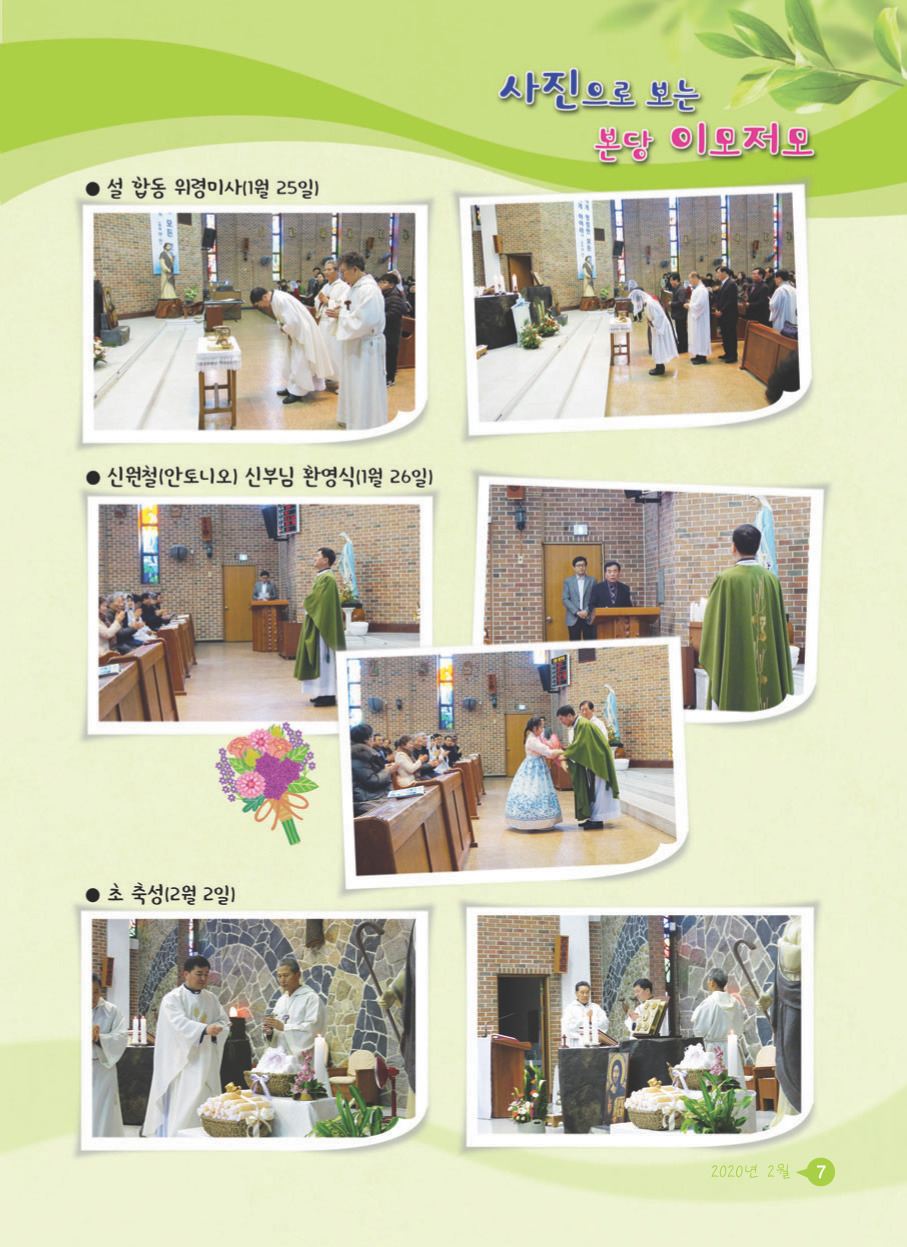 사진으로 보는
본당 이모저모
● 설 합동 위령미사(1월 25일)
● 신원철(안토니오) 신부님 환영식(1월 26일)
● 초 축성(2월 2일)
2020년 2월 7